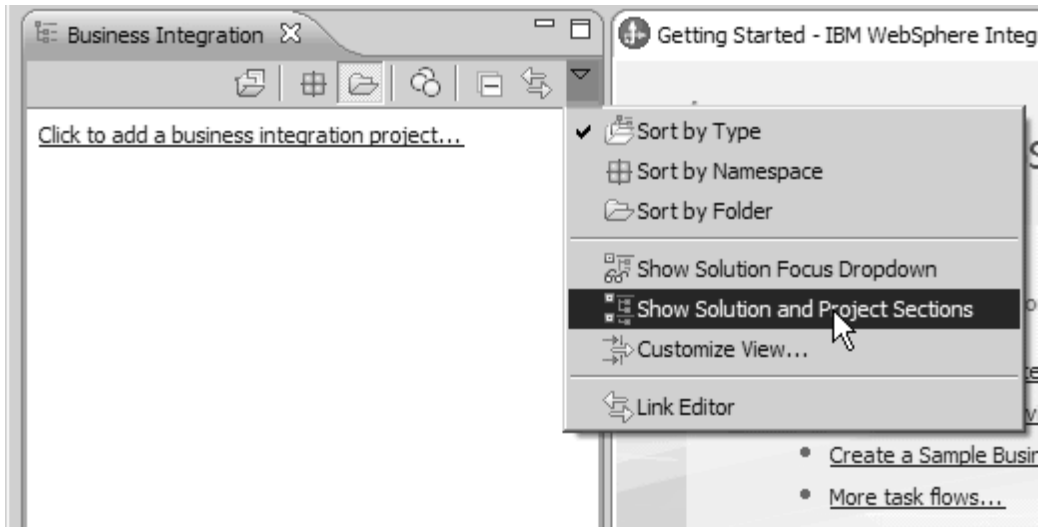 Business Integration
Getting Started - IBM WebSphere Integ
Click to add a business integration project...
Sort by Type
Sort by Namespace
Sort by Folder
Show Solution Focus Dropdown
Show Solution and Project Sections
Customize View...
Link Editor
Create a Sample Busin
More task flows...